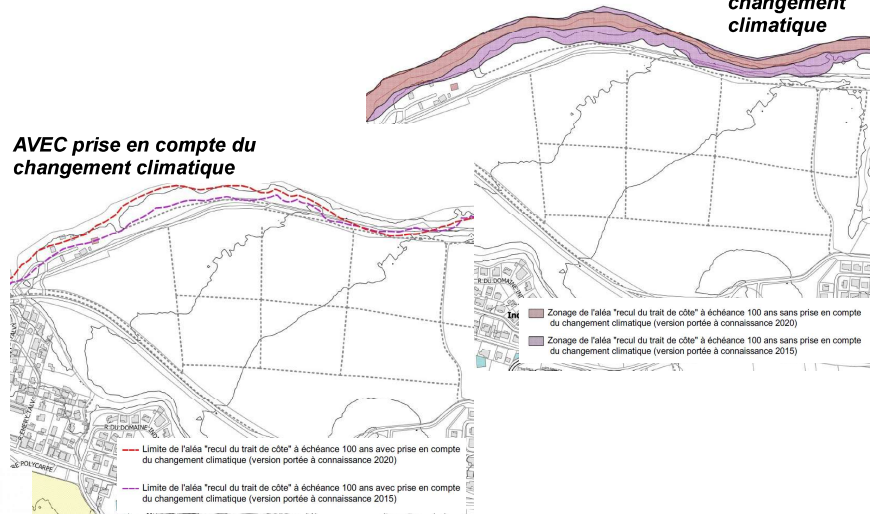 changement
climatique
AVEC prise en compte du
changement climatique
R DU DOMAINE
Zonage de l'aléa "recul du trait de côte" à échéance 100 ans sans prise en compte
du changement climatique (version portée à connaissance 2020)
Zonage de l'aléa "recul du trait de côte" à échéance 100 ans sans prise en compte
du changement climatique (version portée à connaissance 2015)
R DU DOMAINE
Limite de l'aléa "recul du trait de côte" à échéance 100 ans avec prise en compte
du changement climatique (version portée à connaissance 2020)
POLYCARPE
Limite de l'aléa "recul du trait de côte" à échéance 100 ans avec prise en compte
du changement climatique (version portée à connaissance 2015)